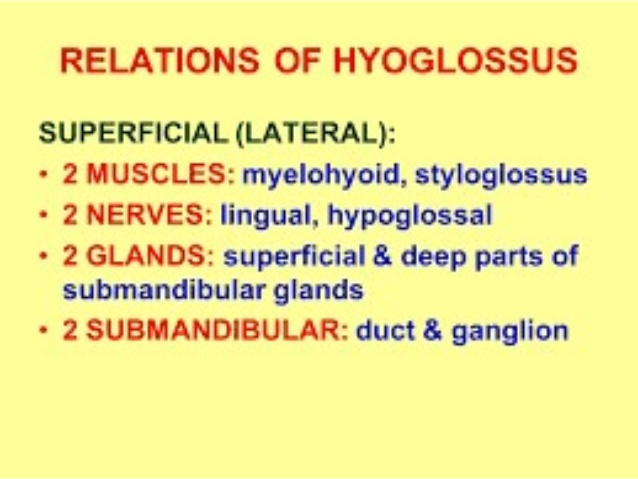 RELATIONS OF HYOGLOSSUS
SUPERFICIAL (LATERAL):
• 2 MUSCLES: myelohyoid, styloglossus
• 2 NERVES: lingual, hypoglossal
• 2 GLANDS: superficial & deep parts of
submandibular glands
• 2 SUBMANDIBULAR: duct & ganglion